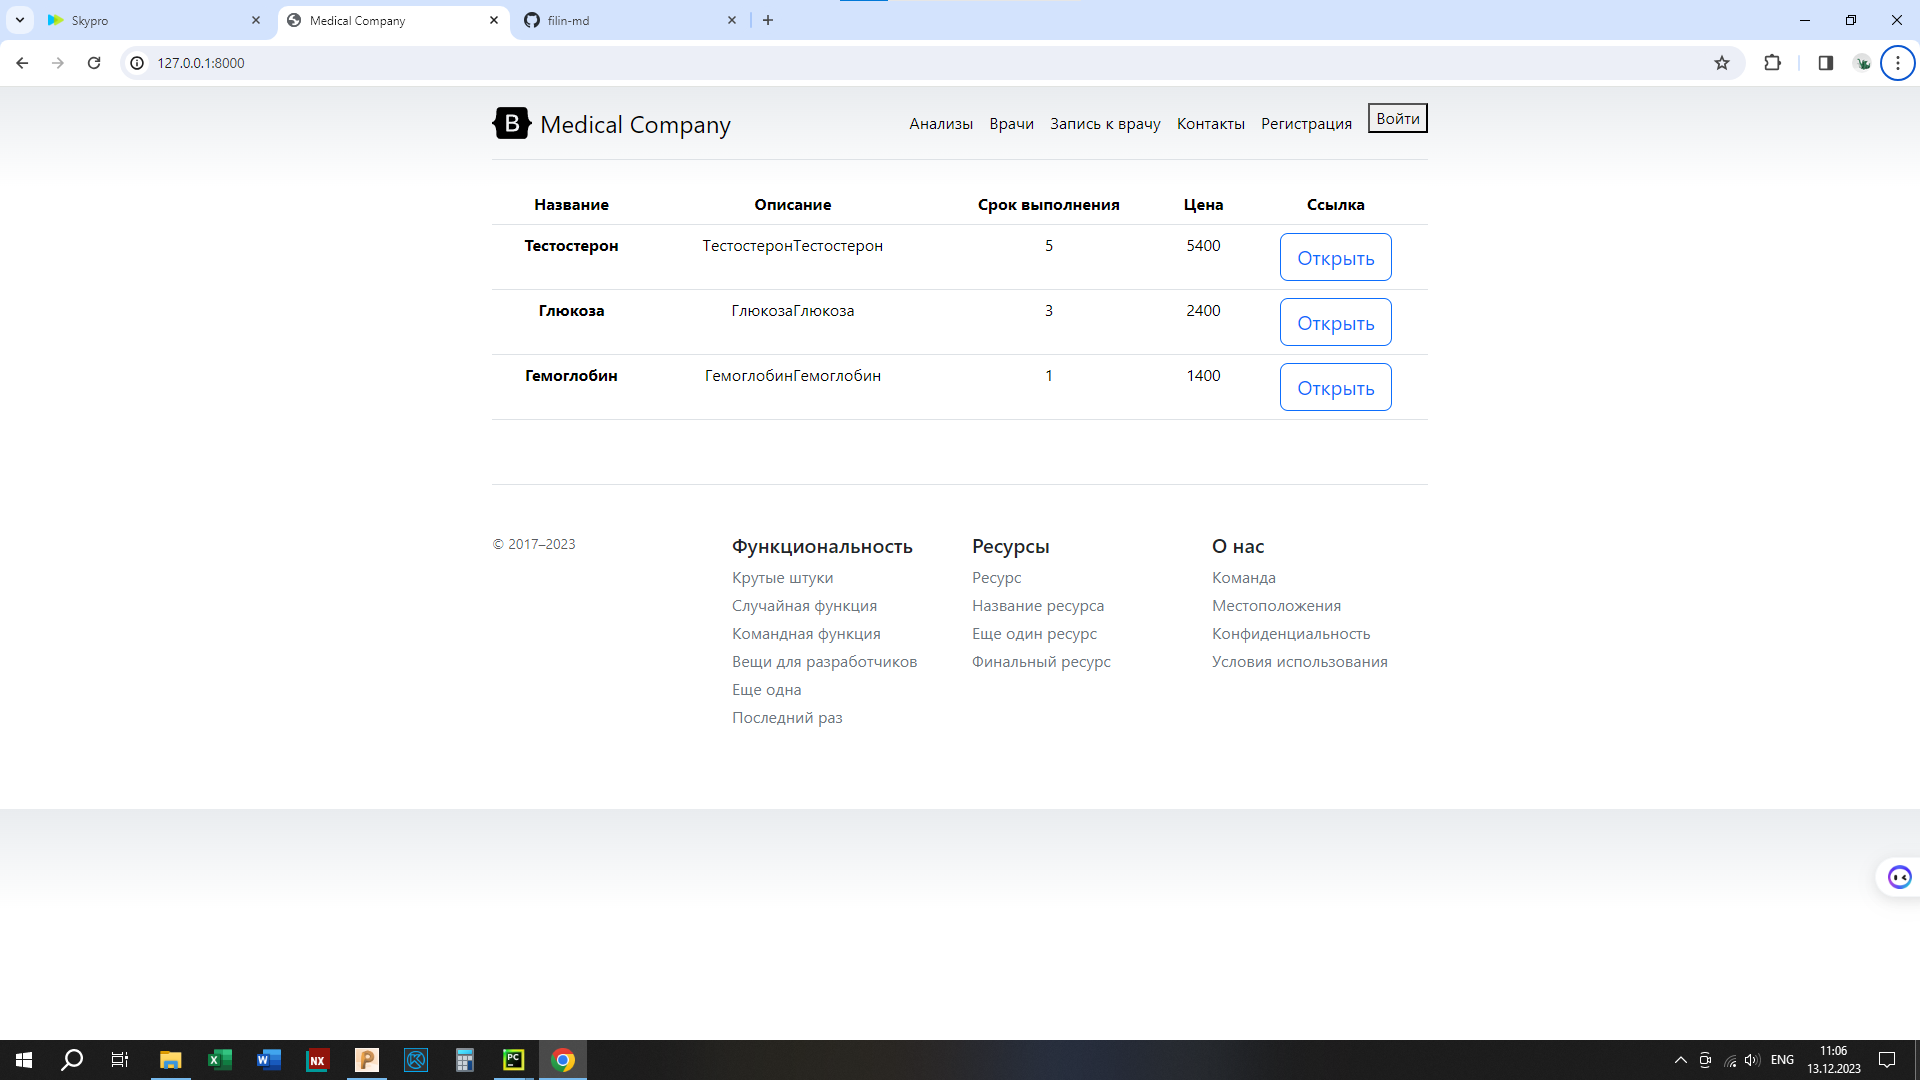 Skypro
Medical Company
filin-md
127.0.0.1:8000
B Medical Company
Анализы Врачи Запись к врачу Контакты Регистрация Войти
Название Описание Срок выполнения Цена Ссылка
Тестостерон ТестостеронТестостерон 5 5400 Открыть
Глюкоза ГлюкозаГлюкоза 3 2400 Открыть
Гемоглобин ГемоглобинГемоглобин 1 1400 Открыть
© 2017–2023
Функциональность
Крутые штуки
Случайная функция
Командная функция
Вещи для разработчиков
Еще одна
Последний раз
Ресурсы
Ресурс
Название ресурса
Еще один ресурс
Финальный ресурс
О нас
Команда
Местоположения
Конфиденциальность
Условия использования
NX
PC
ENG
11:06
13.12.2023